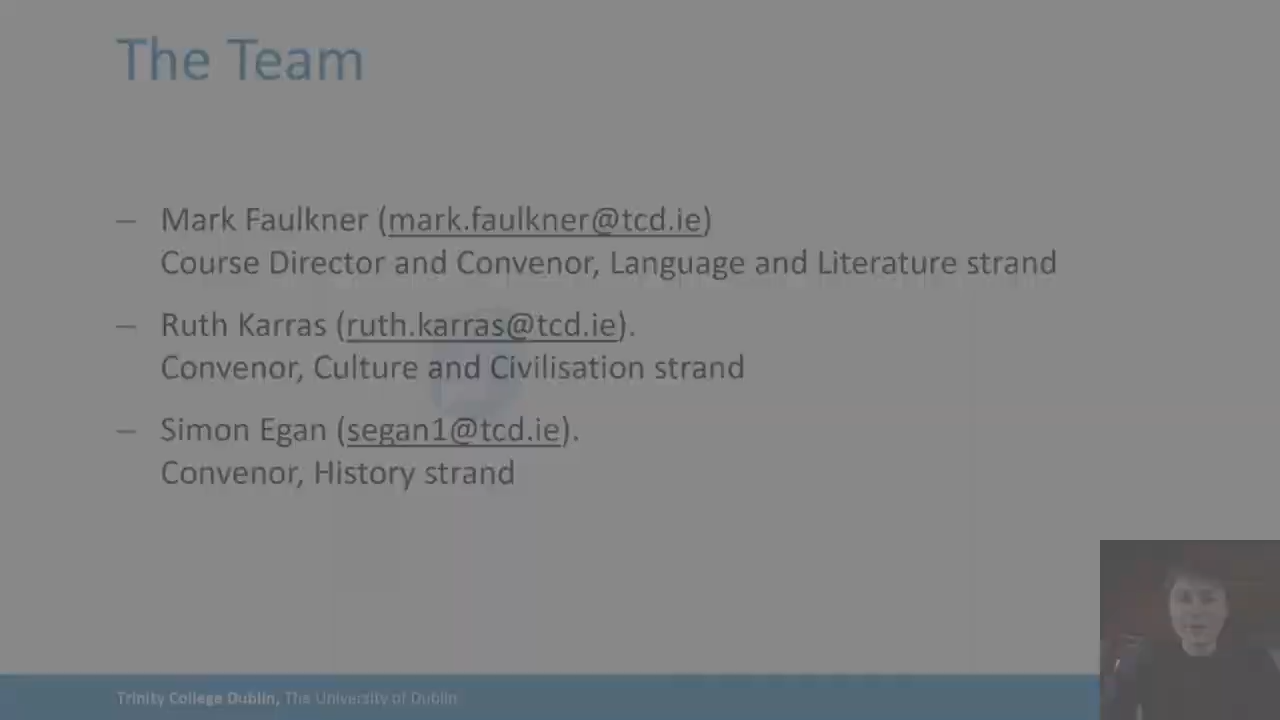 The Team
– Mark Faulkner (mark.faulkner@tcd.ie)
Course Director and Convenor, Language and Literature strand
– Ruth Karras (ruth.karras@tcd.ie).
Convenor, Culture and Civilisation strand
– Simon Egan (segan1@tcd.ie).
Convenor, History strand
Trinity College Dublin, The University of Dublin